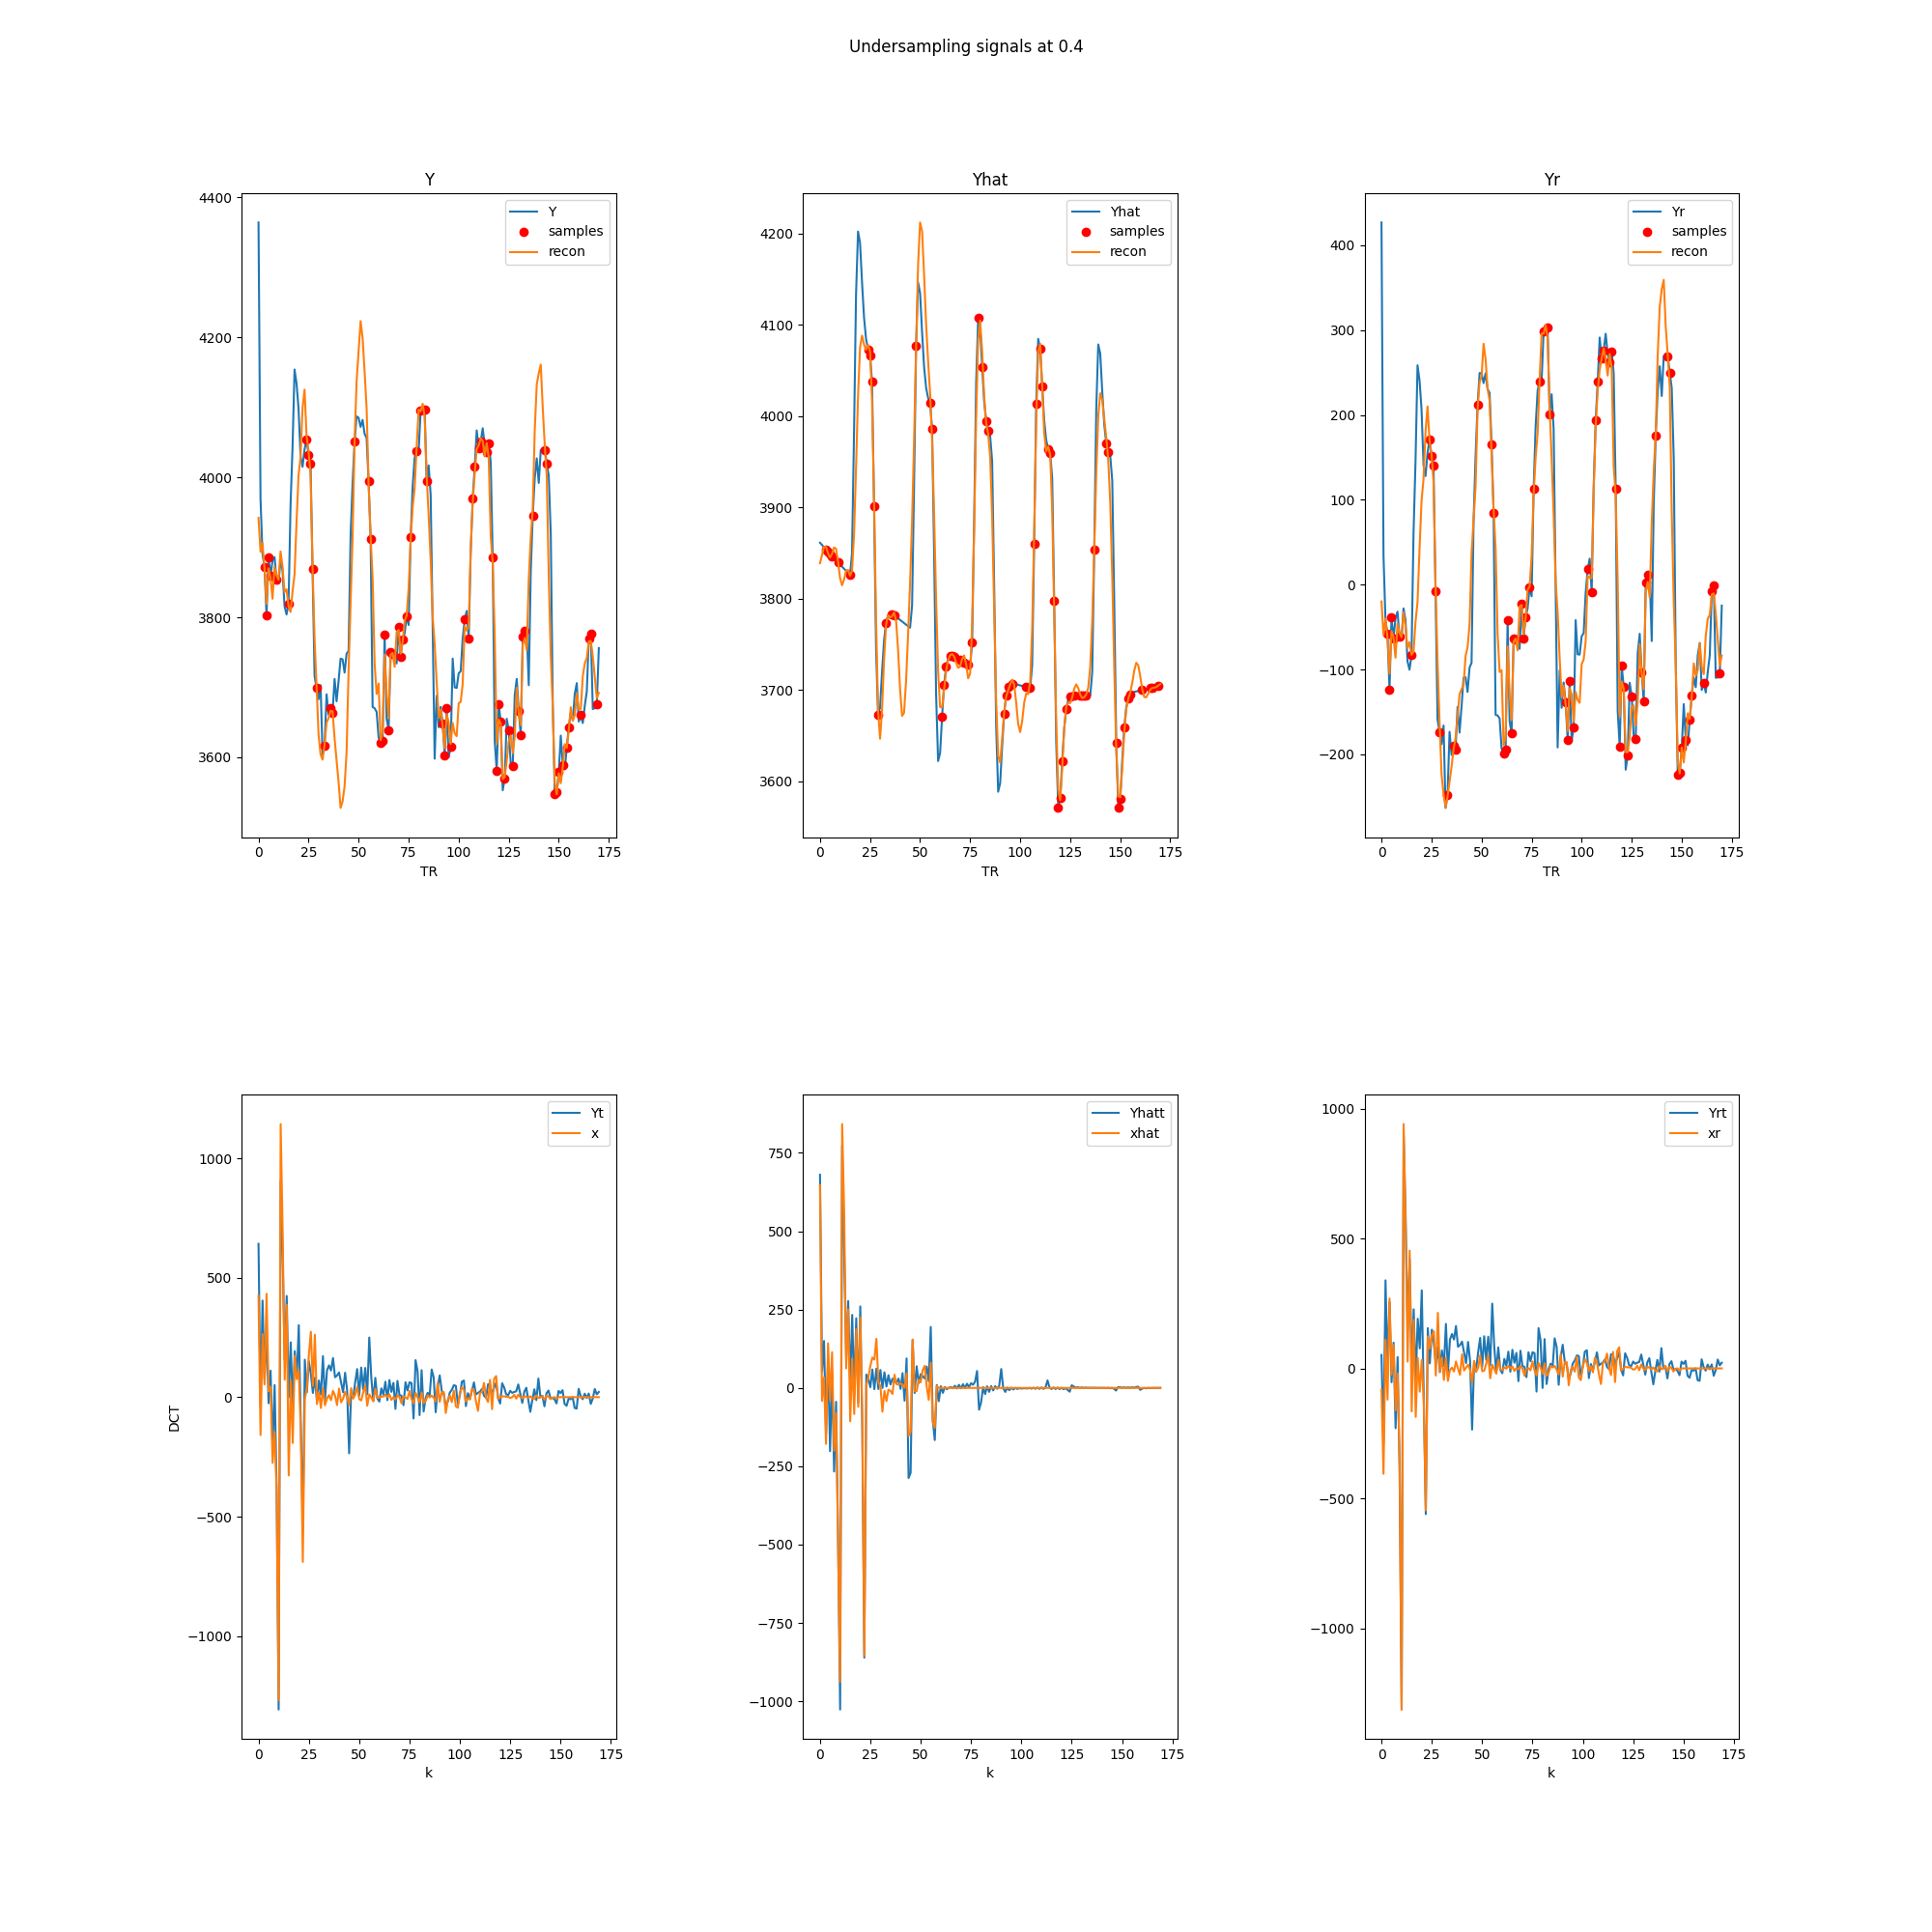 Undersampling signals at 0.4
Y
4400
4200
4000
3800
3600
0 25 50 75 100 125 150 175
TR
Y
samples
recon
Yhat
4200
4100
4000
3900
3800
3700
3600
0 25 50 75 100 125 150 175
TR
Yhat
samples
recon
Yr
400
300
200
100
0
−100
−200
0 25 50 75 100 125 150 175
TR
Yr
samples
recon
DCT
1000
500
0
−500
−1000
0 25 50 75 100 125 150 175
k
Yt
x
750
500
250
0
−250
−500
−750
−1000
0 25 50 75 100 125 150 175
k
Yhatt
xhat
1000
500
0
−500
−1000
0 25 50 75 100 125 150 175
k
Yrt
xr